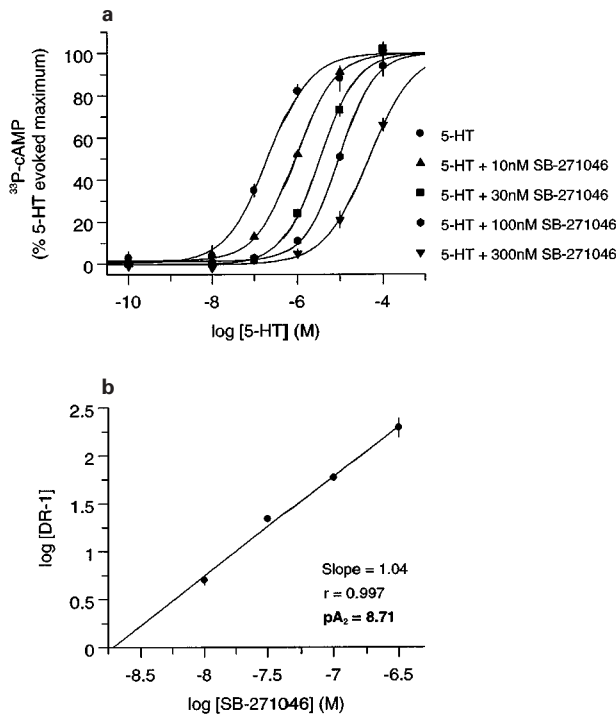 a
³³P-cAMP
(% 5-HT evoked maximum)
100
80
60
40
20
0
-10
-8
-6
-4
log [5-HT] (M)
5-HT
5-HT + 10nM SB-271046
5-HT + 30nM SB-271046
5-HT + 100nM SB-271046
5-HT + 300nM SB-271046
b
log [DR-1]
2.5
2
1.5
1
0.5
0
-8.5
-8
-7.5
-7
-6.5
log [SB-271046] (M)
Slope = 1.04
r = 0.997
pA₂ = 8.71